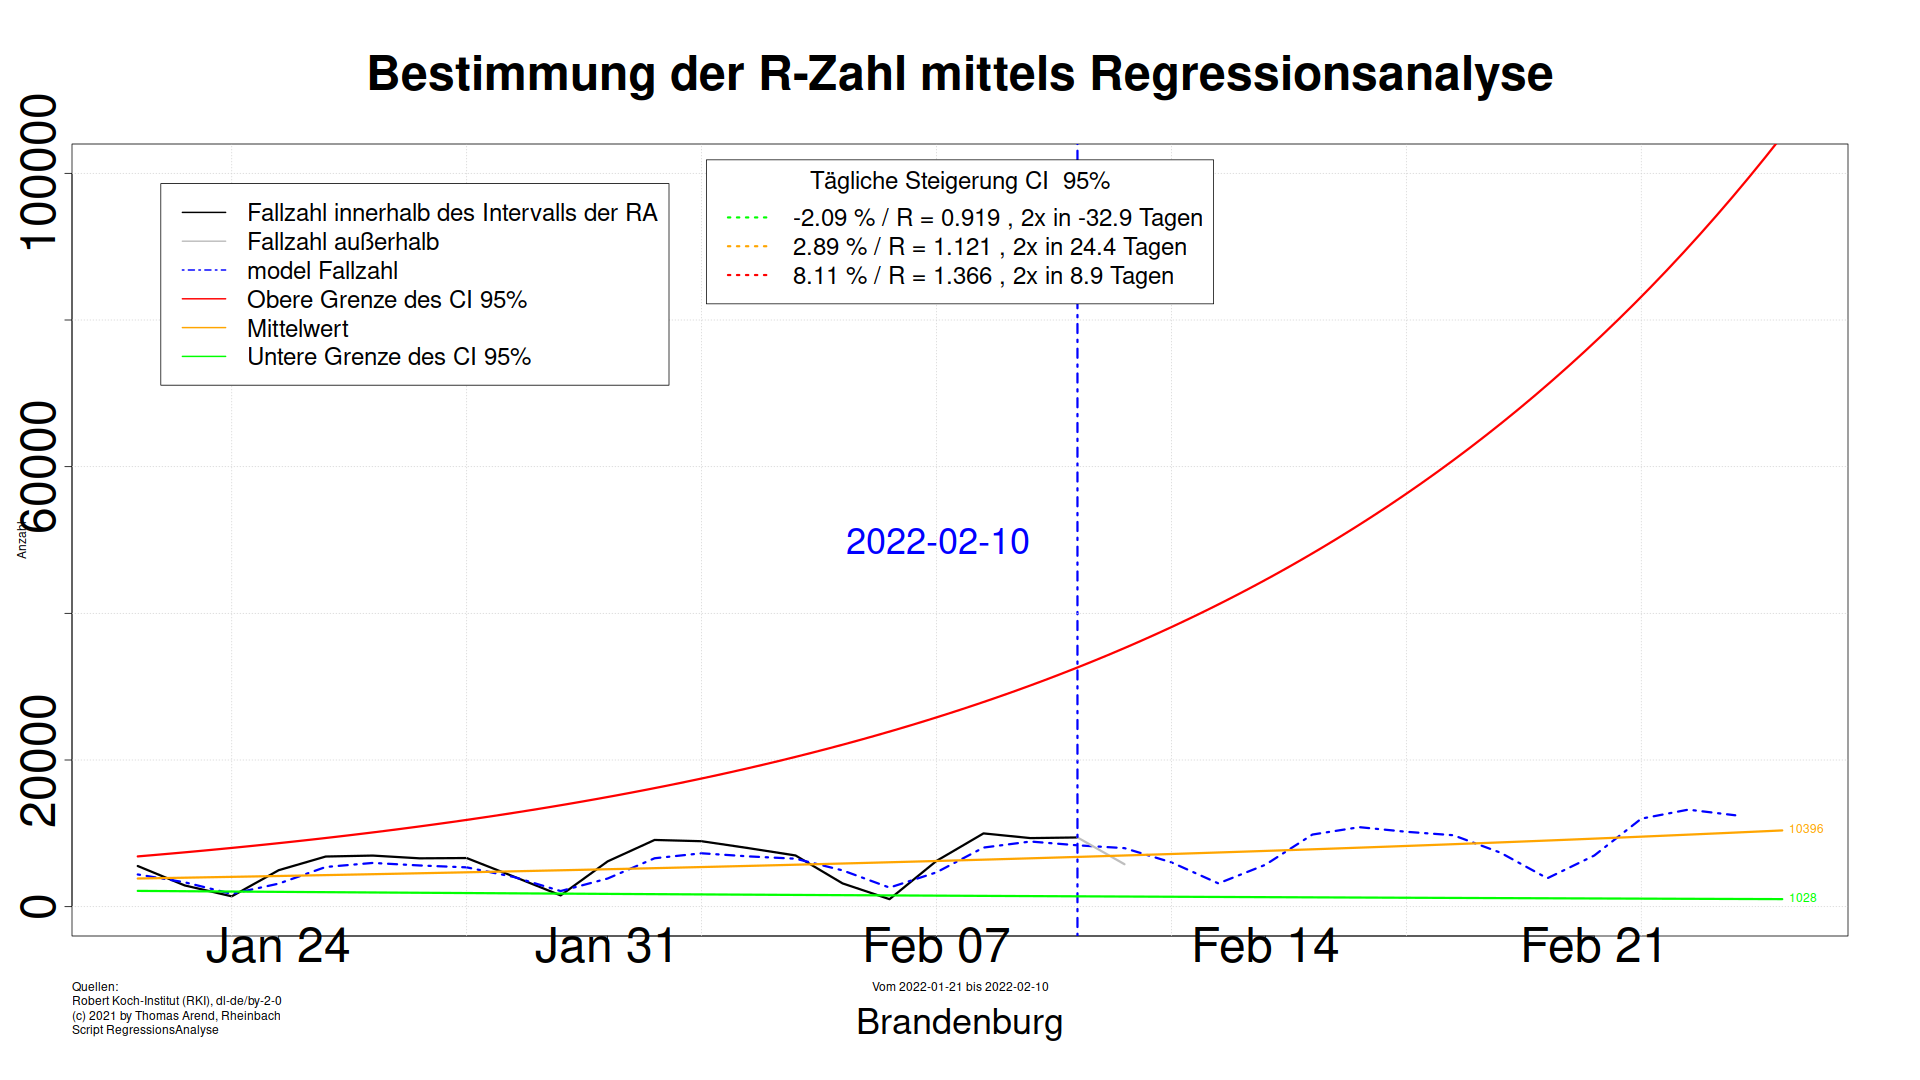 Bestimmung der R-Zahl mittels Regressionsanalyse
100000
60000
20000
0
Anzahl
Fallzahl innerhalb des Intervalls der RA
Fallzahl außerhalb
model Fallzahl
Obere Grenze des CI 95%
Mittelwert
Untere Grenze des CI 95%
Tägliche Steigerung CI 95%
-2.09 % / R = 0.919 , 2x in -32.9 Tagen
2.89 % / R = 1.121 , 2x in 24.4 Tagen
8.11 % / R = 1.366 , 2x in 8.9 Tagen
2022-02-10
10396
1028
Jan 24 Jan 31 Feb 07 Feb 14 Feb 21
Quellen:
Robert Koch-Institut (RKI), dl-de/by-2-0
(c) 2021 by Thomas Arend, Rheinbach
Script RegressionsAnalyse
Vom 2022-01-21 bis 2022-02-10
Brandenburg